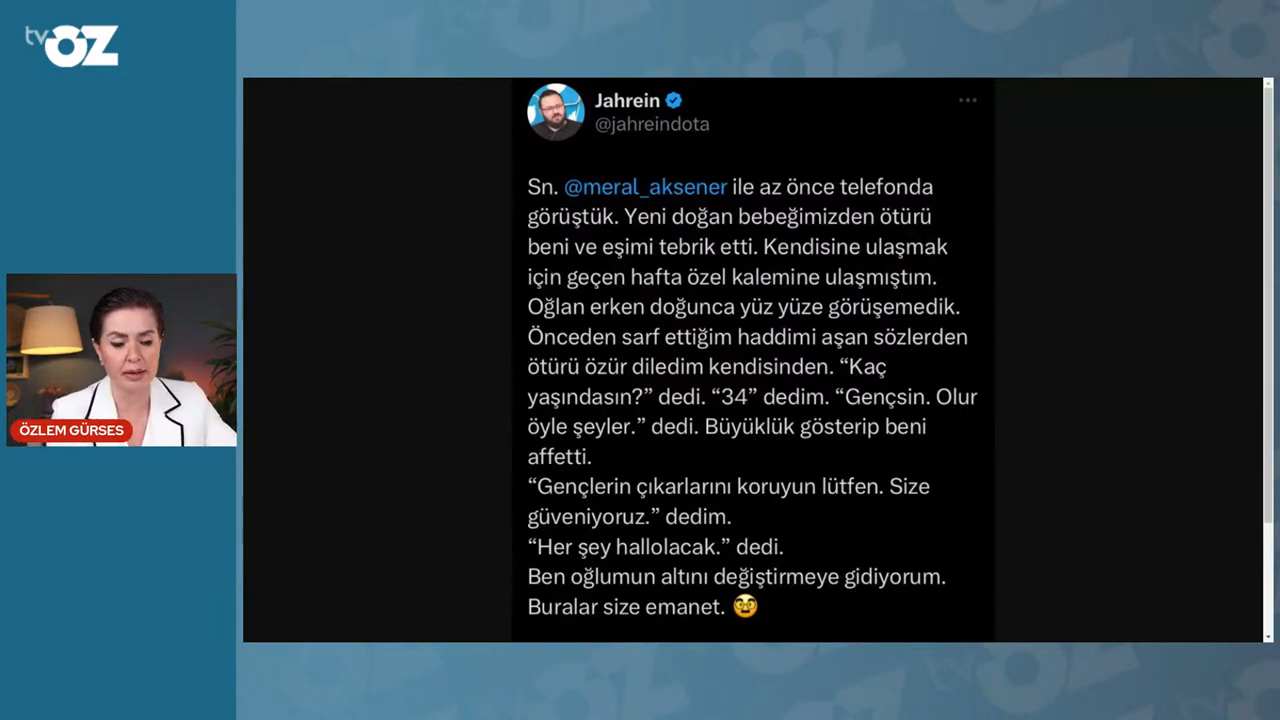 tv ÖZ
Jahrein
@jahreindota
Sn. @meral_aksener ile az önce telefonda
görüştük. Yeni doğan bebeğimizden ötürü
beni ve eşimi tebrik etti. Kendisine ulaşmak
için geçen hafta özel kalemine ulaşmıştım.
Oğlan erken doğunca yüz yüze görüşemedik.
Önceden sarf ettiğim haddimi aşan sözlerden
ötürü özür diledim kendisinden. “Kaç
yaşındasın?” dedi. “34” dedim. “Gençsin. Olur
öyle şeyler.” dedi. Büyüklük gösterip beni
affetti.
“Gençlerin çıkarlarını koruyun lütfen. Size
güveniyoruz.” dedim.
“Her şey hallolacak.” dedi.
Ben oğlumun altını değiştirmeye gidiyorum.
Buralar size emanet. 🥸
ÖZLEM GÜRSES